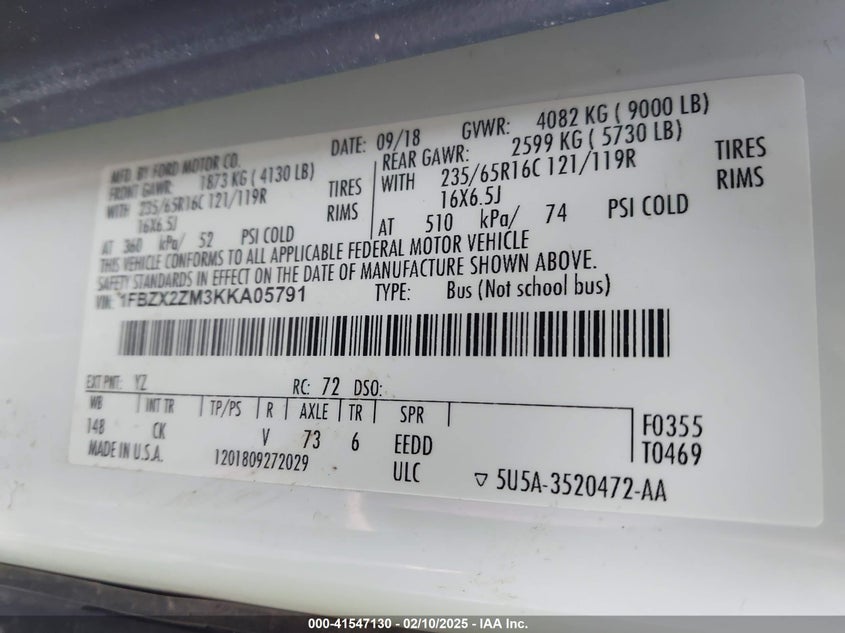 MFD. BY FORD MOTOR CO.
DATE: 09/18 GVWR: 4082 KG ( 9000 LB)
FRONT GAWR: 1873 KG ( 4130 LB)
REAR GAWR: 2599 KG ( 5730 LB)
WITH 235/65R16C 121/119R TIRES
WITH 235/65R16C 121/119R TIRES
16X6.5J RIMS
16X6.5J RIMS
AT 360 kPa/ 52 PSI COLD
AT 510 kPa/ 74 PSI COLD
THIS VEHICLE CONFORMS TO ALL APPLICABLE FEDERAL MOTOR VEHICLE
SAFETY STANDARDS IN EFFECT ON THE DATE OF MANUFACTURE SHOWN ABOVE.
VIN: 1FBZX2ZM3KKA05791 TYPE: Bus (Not school bus)
EXT PNT: YZ RC: 72 DSO:
WB INT TR TP/PS R AXLE TR SPR
148 CK V 73 6 EEDD
F0355
T0469
MADE IN U.S.A. 1201809272029 ULC
▽ 5U5A-3520472-AA
000-41547130 — 02/10/2025 — IAA Inc.